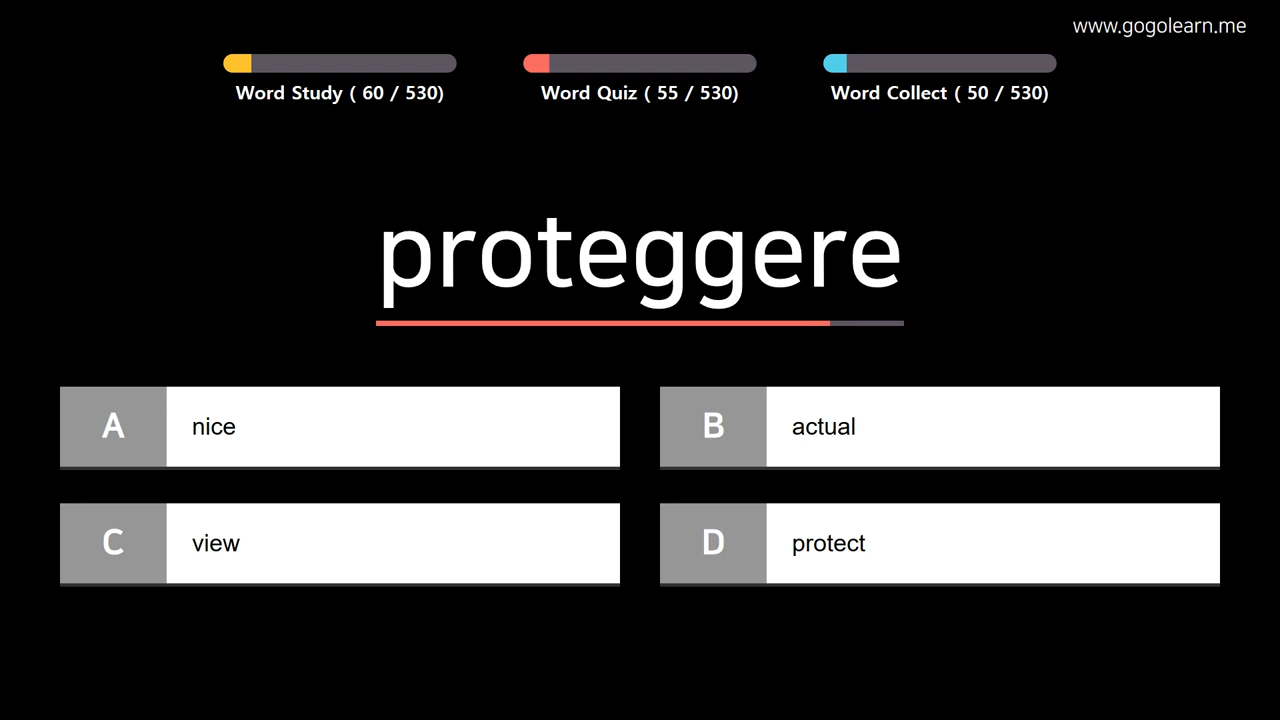 www.gogolearn.me
Word Study ( 60 / 530)
Word Quiz ( 55 / 530)
Word Collect ( 50 / 530)
proteggere
A nice
B actual
C view
D protect